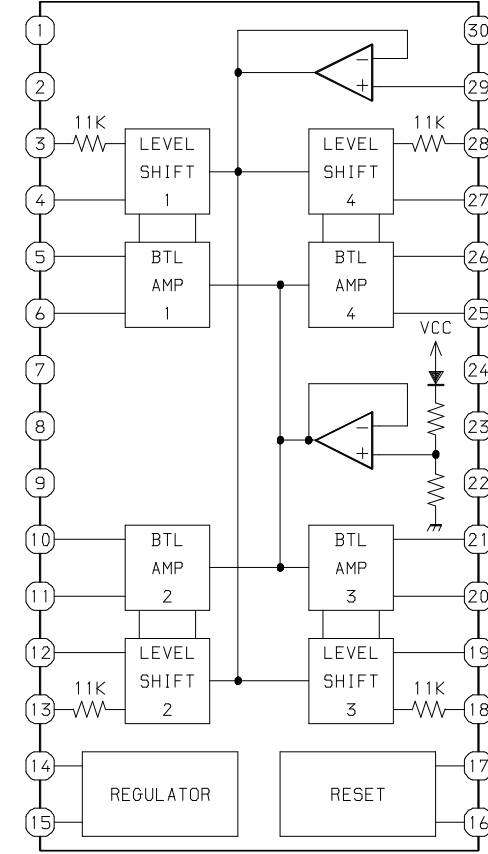 1
30
2
29
3
11K
LEVEL
SHIFT
1
LEVEL
SHIFT
4
11K
28
4
27
5
BTL
AMP
1
BTL
AMP
4
26
6
25
VCC
7
24
8
23
9
22
10
BTL
AMP
2
BTL
AMP
3
21
11
20
12
LEVEL
SHIFT
2
LEVEL
SHIFT
3
19
13
11K
11K
18
14
REGULATOR
RESET
17
15
16